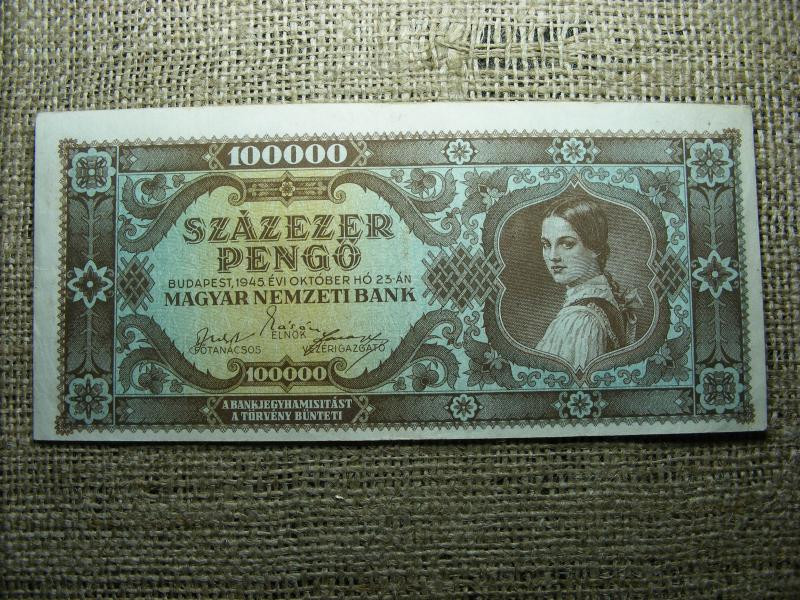 100000
SZÁZEZER
PENGŐ
BUDAPEST, 1945. ÉVI OKTÓBER HÓ 23-ÁN
MAGYAR NEMZETI BANK
ELNÖK
FŐTANÁCSOS VEZÉRIGAZGATÓ
100000
A BANKJEGYHAMISITÁST
A TÖRVÉNY BÜNTETI